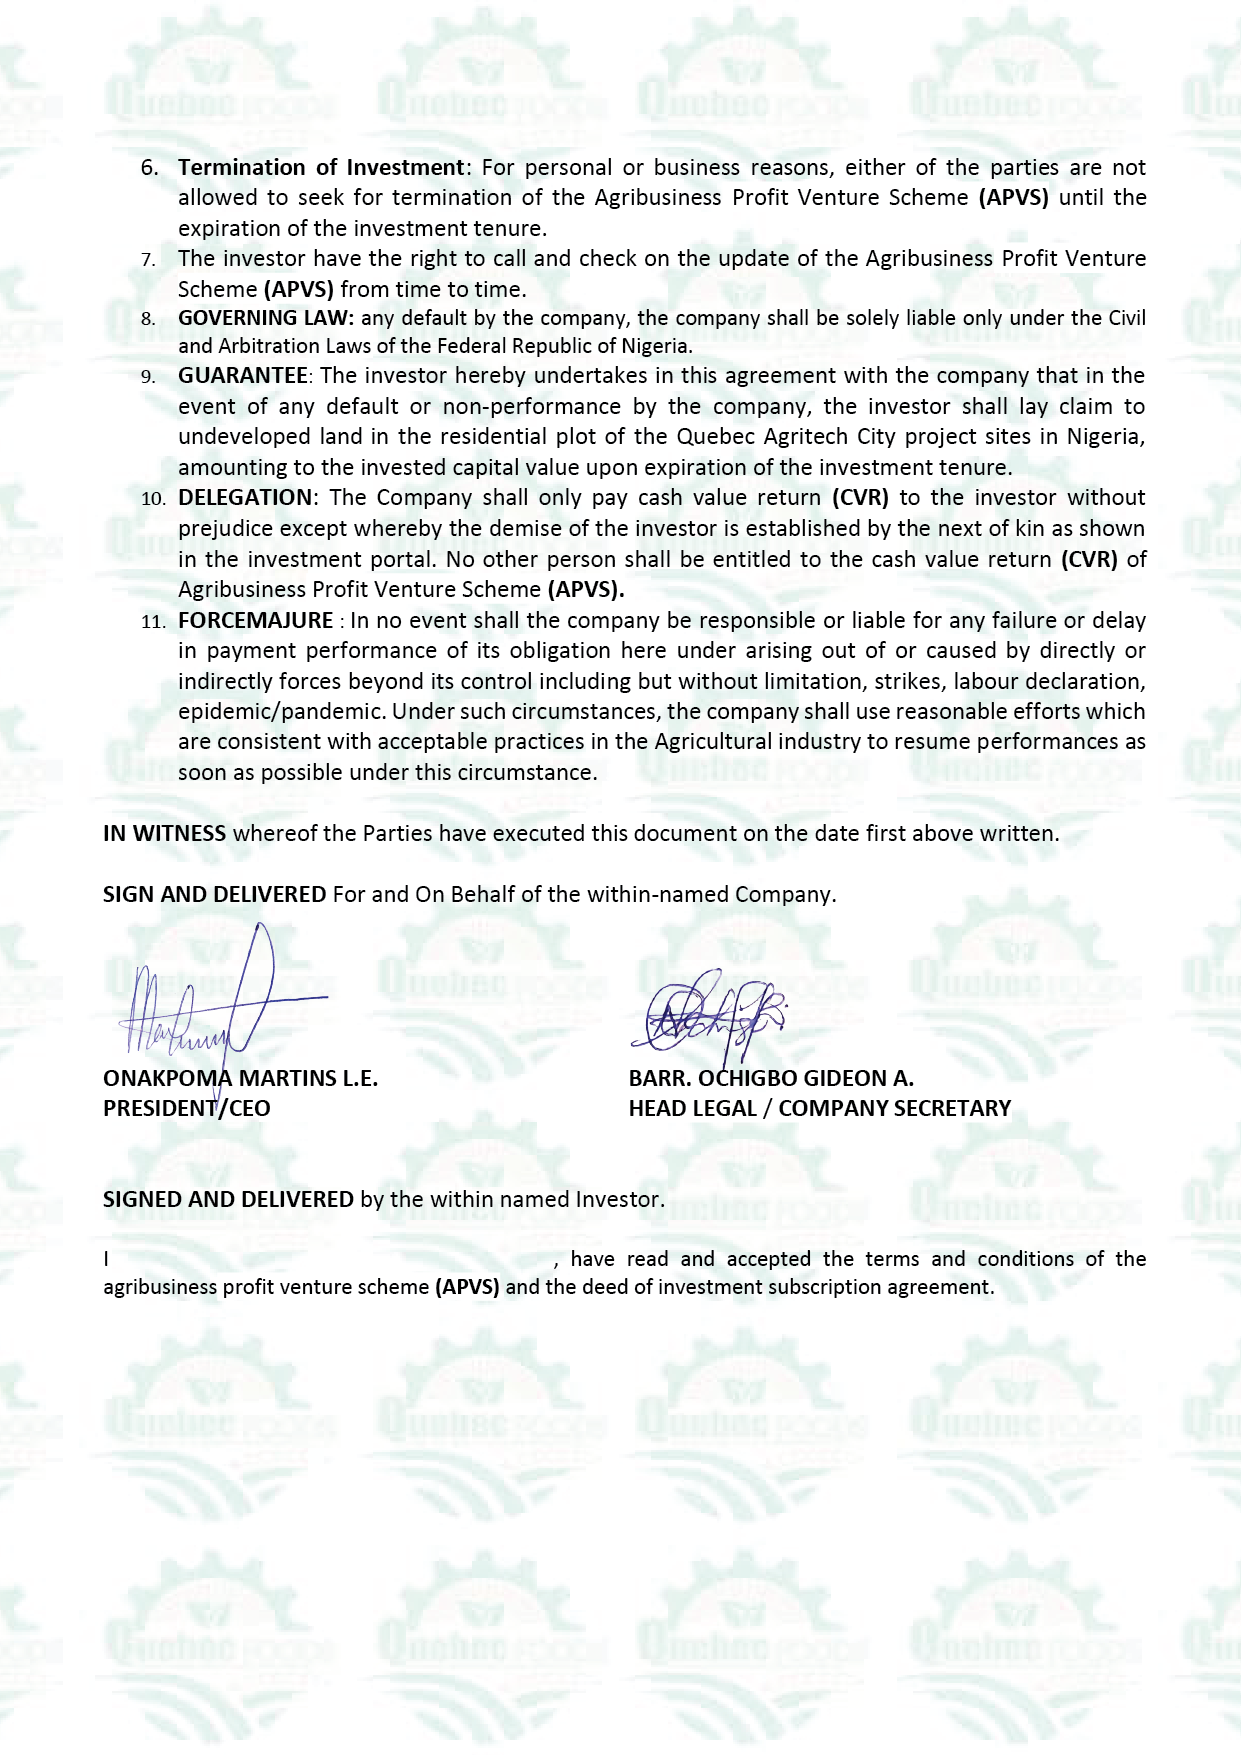 6. Termination of Investment: For personal or business reasons, either of the parties are not
allowed to seek for termination of the Agribusiness Profit Venture Scheme (APVS) until the
expiration of the investment tenure.
7. The investor have the right to call and check on the update of the Agribusiness Profit Venture
Scheme (APVS) from time to time.
8. GOVERNING LAW: any default by the company, the company shall be solely liable only under the Civil
and Arbitration Laws of the Federal Republic of Nigeria.
9. GUARANTEE: The investor hereby undertakes in this agreement with the company that in the
event of any default or non-performance by the company, the investor shall lay claim to
undeveloped land in the residential plot of the Quebec Agritech City project sites in Nigeria,
amounting to the invested capital value upon expiration of the investment tenure.
10. DELEGATION: The Company shall only pay cash value return (CVR) to the investor without
prejudice except whereby the demise of the investor is established by the next of kin as shown
in the investment portal. No other person shall be entitled to the cash value return (CVR) of
Agribusiness Profit Venture Scheme (APVS).
11. FORCEMAJURE : In no event shall the company be responsible or liable for any failure or delay
in payment performance of its obligation here under arising out of or caused by directly or
indirectly forces beyond its control including but without limitation, strikes, labour declaration,
epidemic/pandemic. Under such circumstances, the company shall use reasonable efforts which
are consistent with acceptable practices in the Agricultural industry to resume performances as
soon as possible under this circumstance.
IN WITNESS whereof the Parties have executed this document on the date first above written.
SIGN AND DELIVERED For and On Behalf of the within-named Company.
ONAKPOMA MARTINS L.E. BARR. OCHIGBO GIDEON A.
PRESIDENT/CEO HEAD LEGAL / COMPANY SECRETARY
SIGNED AND DELIVERED by the within named Investor.
I , have read and accepted the terms and conditions of the
agribusiness profit venture scheme (APVS) and the deed of investment subscription agreement.